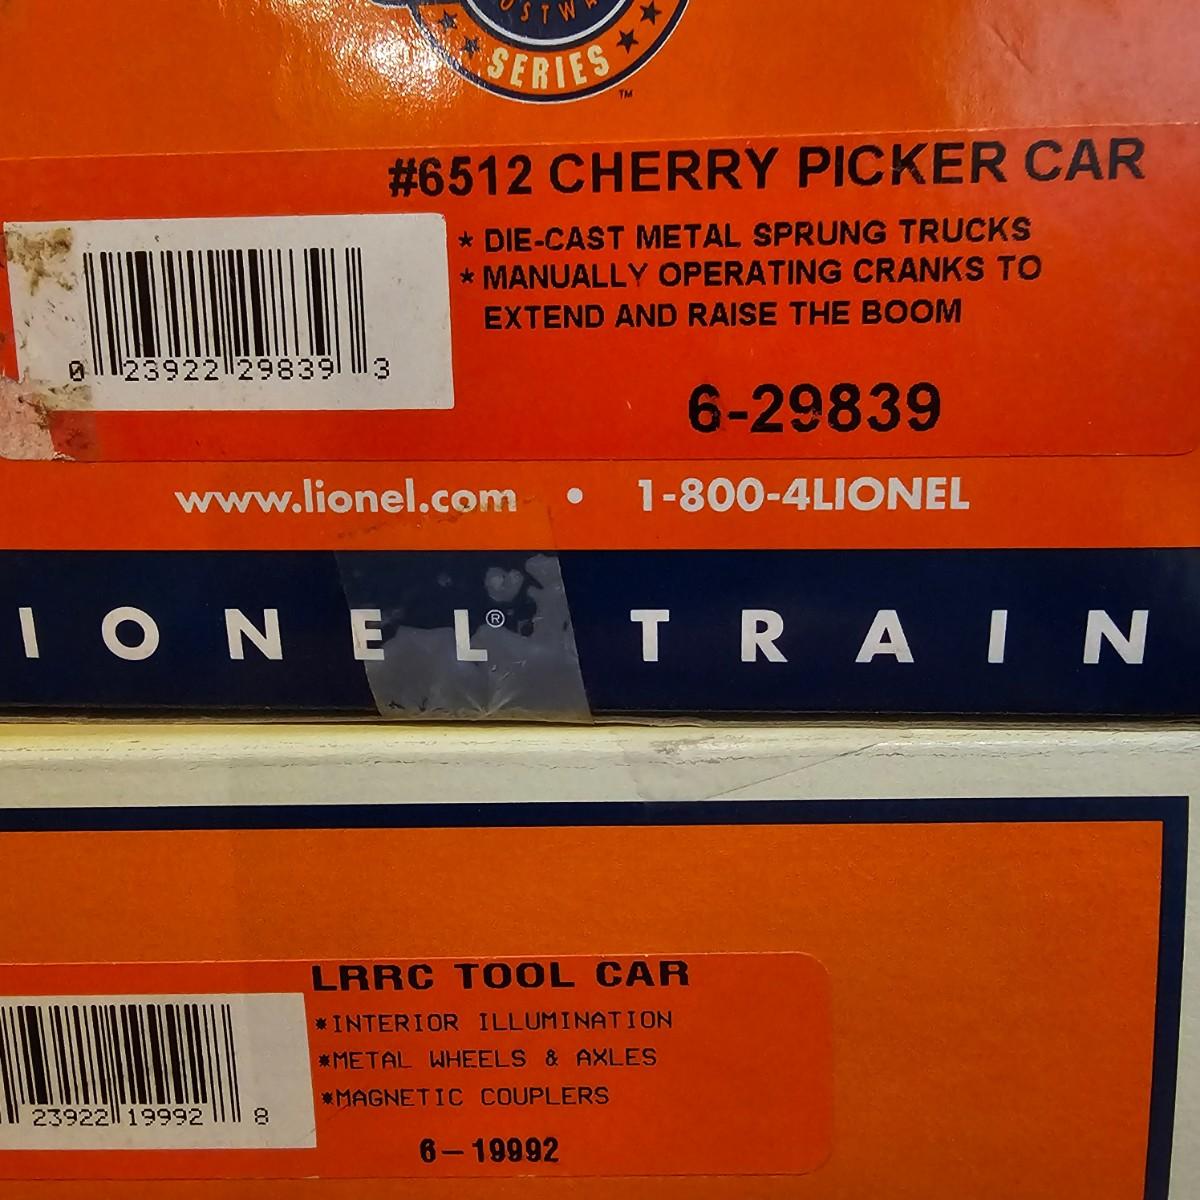 SERIES
™
#6512 CHERRY PICKER CAR
* DIE-CAST METAL SPRUNG TRUCKS
* MANUALLY OPERATING CRANKS TO
EXTEND AND RAISE THE BOOM
0 23922 29839 3
6-29839
www.lionel.com • 1-800-4LIONEL
IONEL® TRAIN
LRRC TOOL CAR
*INTERIOR ILLUMINATION
*METAL WHEELS & AXLES
*MAGNETIC COUPLERS
23922 19992 8
6-19992